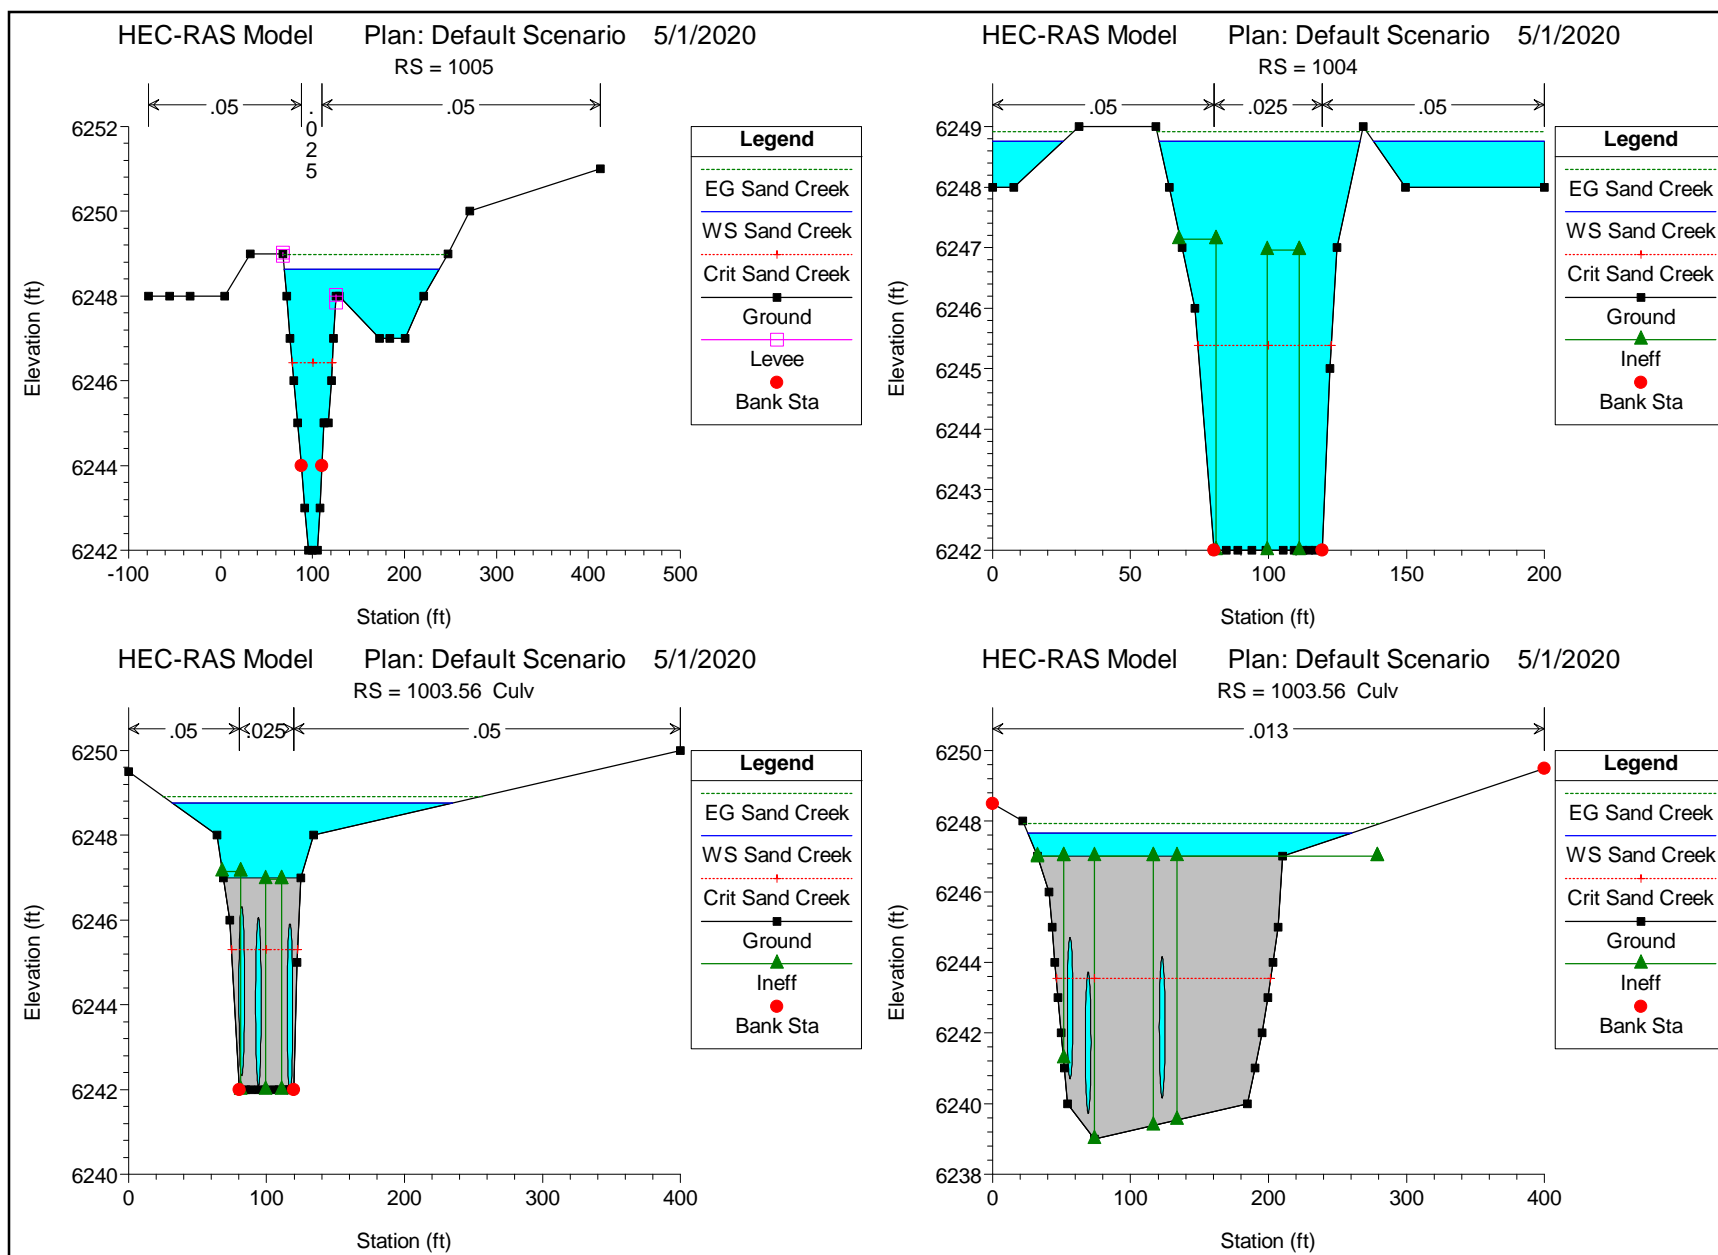 HEC-RAS Model Plan: Default Scenario 5/1/2020
RS = 1005
.05
.025
.05
6252
6250
6248
6246
6244
6242
Elevation (ft)
-100 0 100 200 300 400 500
Station (ft)
Legend
EG Sand Creek
WS Sand Creek
Crit Sand Creek
Ground
Levee
Bank Sta
HEC-RAS Model Plan: Default Scenario 5/1/2020
RS = 1004
.05 .025 .05
6249
6248
6247
6246
6245
6244
6243
6242
Elevation (ft)
0 50 100 150 200
Station (ft)
Legend
EG Sand Creek
WS Sand Creek
Crit Sand Creek
Ground
Ineff
Bank Sta
HEC-RAS Model Plan: Default Scenario 5/1/2020
RS = 1003.56 Culv
.05 .025 .05
6250
6248
6246
6244
6242
6240
Elevation (ft)
0 100 200 300 400
Station (ft)
Legend
EG Sand Creek
WS Sand Creek
Crit Sand Creek
Ground
Ineff
Bank Sta
HEC-RAS Model Plan: Default Scenario 5/1/2020
RS = 1003.56 Culv
.013
6250
6248
6246
6244
6242
6240
6238
Elevation (ft)
0 100 200 300 400
Station (ft)
Legend
EG Sand Creek
WS Sand Creek
Crit Sand Creek
Ground
Ineff
Bank Sta